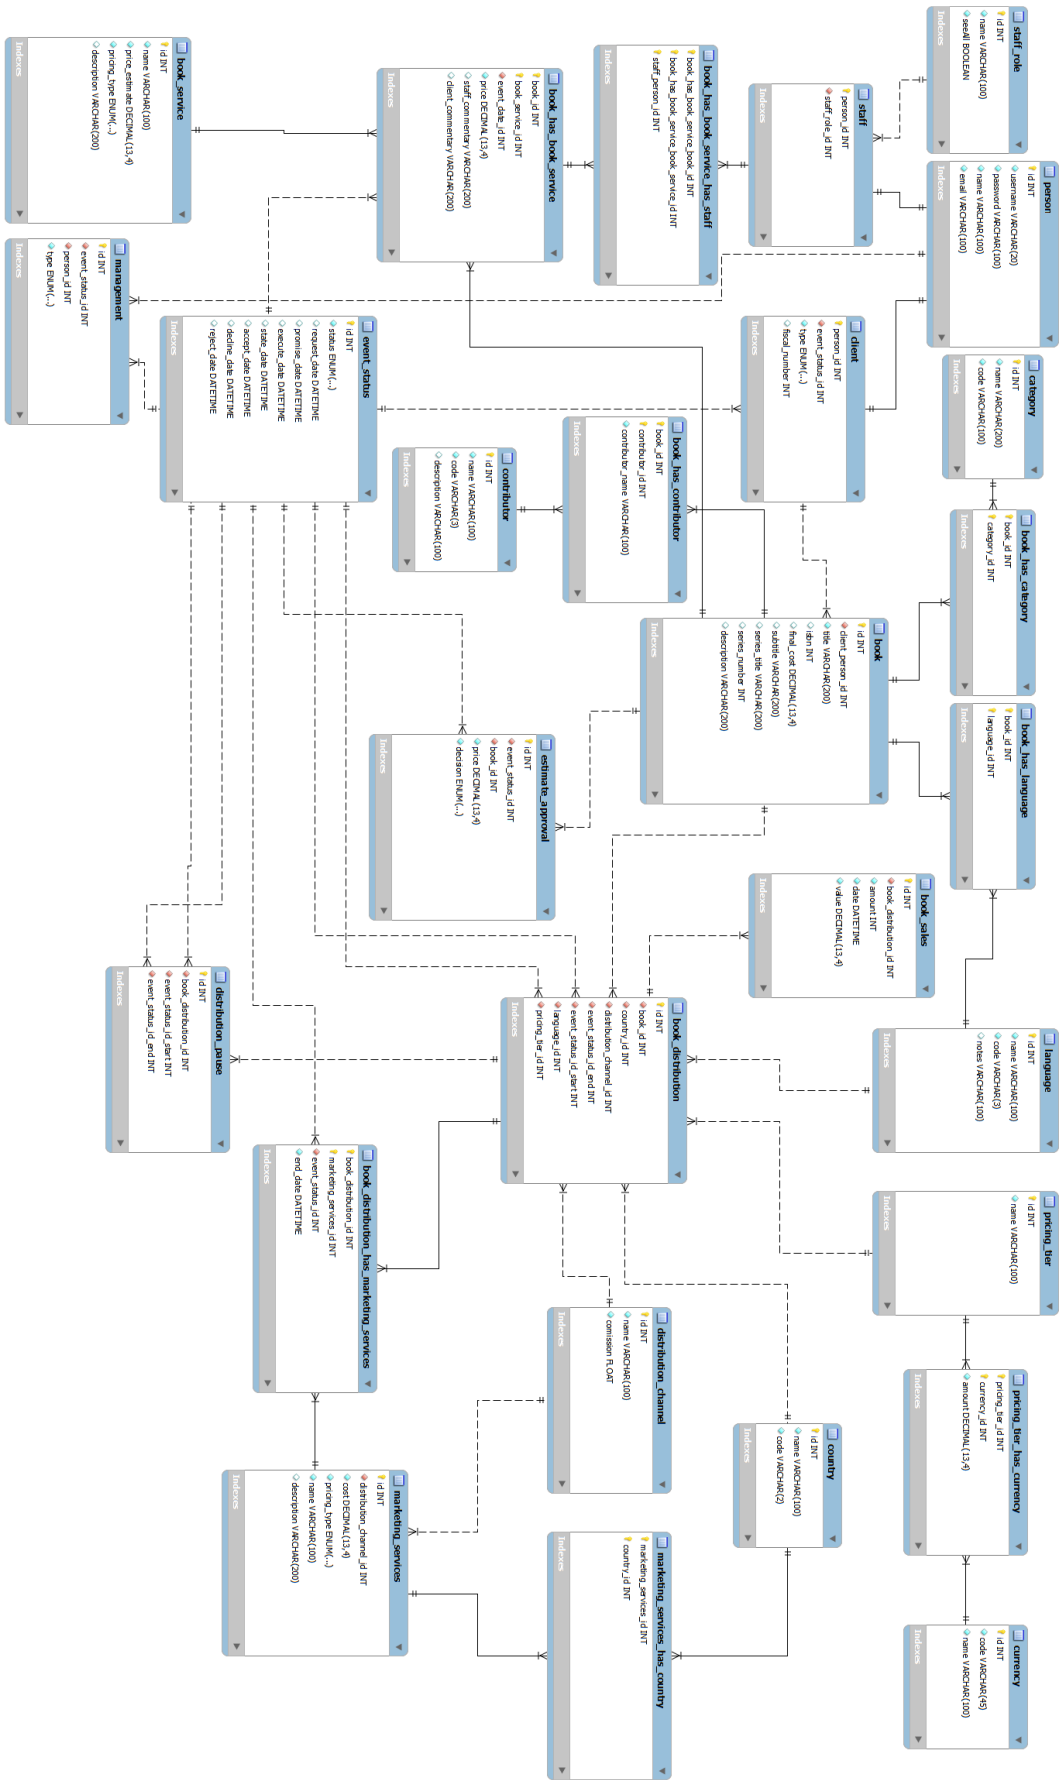 staff_role
id INT
name VARCHAR(100)
seeAll BOOLEAN
Indexes
person
id INT
username VARCHAR(20)
password VARCHAR(100)
name VARCHAR(100)
email VARCHAR(100)
Indexes
category
id INT
name VARCHAR(200)
code VARCHAR(100)
Indexes
book_has_category
book_id INT
category_id INT
Indexes
book_has_language
book_id INT
language_id INT
Indexes
language
id INT
name VARCHAR(100)
code VARCHAR(3)
notes VARCHAR(100)
Indexes
pricing_tier
id INT
name VARCHAR(100)
Indexes
pricing_tier_has_currency
pricing_tier_id INT
currency_id INT
amount DECIMAL(13,4)
Indexes
currency
id INT
code VARCHAR(45)
name VARCHAR(100)
Indexes
staff
person_id INT
staff_role_id INT
Indexes
client
person_id INT
event_status_id INT
type ENUM(...)
fiscal_number INT
Indexes
book
id INT
client_person_id INT
title VARCHAR(200)
isbn INT
final_cost DECIMAL(13,4)
subtitle VARCHAR(200)
series_title VARCHAR(200)
series_number INT
description VARCHAR(200)
Indexes
book_sales
id INT
book_distribution_id INT
amount INT
date DATETIME
value DECIMAL(13,4)
Indexes
country
id INT
name VARCHAR(100)
code VARCHAR(2)
Indexes
book_has_book_service_has_staff
book_has_book_service_book_id INT
book_has_book_service_book_service_id INT
staff_person_id INT
Indexes
book_has_contributor
book_id INT
contributor_id INT
contributor_name VARCHAR(100)
Indexes
book_distribution
id INT
book_id INT
country_id INT
distribution_channel_id INT
event_status_id_end INT
event_status_id_start INT
language_id INT
pricing_tier_id INT
Indexes
distribution_channel
id INT
name VARCHAR(100)
comission FLOAT
Indexes
marketing_services_has_country
marketing_services_id INT
country_id INT
Indexes
book_has_book_service
book_id INT
book_service_id INT
event_date_id INT
price DECIMAL(13,4)
staff_commentary VARCHAR(200)
client_commentary VARCHAR(200)
Indexes
contributor
id INT
name VARCHAR(100)
code VARCHAR(3)
description VARCHAR(100)
Indexes
estimate_approval
id INT
event_status_id INT
book_id INT
price DECIMAL(13,4)
decision ENUM(...)
Indexes
event_status
id INT
status ENUM(...)
request_date DATETIME
promise_date DATETIME
execute_date DATETIME
state_date DATETIME
accept_date DATETIME
decline_date DATETIME
reject_date DATETIME
Indexes
book_distribution_has_marketing_services
book_distribution_id INT
marketing_services_id INT
event_status_id INT
end_date DATETIME
Indexes
marketing_services
id INT
distribution_channel_id INT
cost DECIMAL(13,4)
pricing_type ENUM(...)
name VARCHAR(100)
description VARCHAR(200)
Indexes
book_service
id INT
name VARCHAR(100)
price_estimate DECIMAL(13,4)
pricing_type ENUM(...)
description VARCHAR(200)
Indexes
management
id INT
event_status_id INT
person_id INT
type ENUM(...)
Indexes
distribution_pause
id INT
book_distribution_id INT
event_status_id_start INT
event_status_id_end INT
Indexes